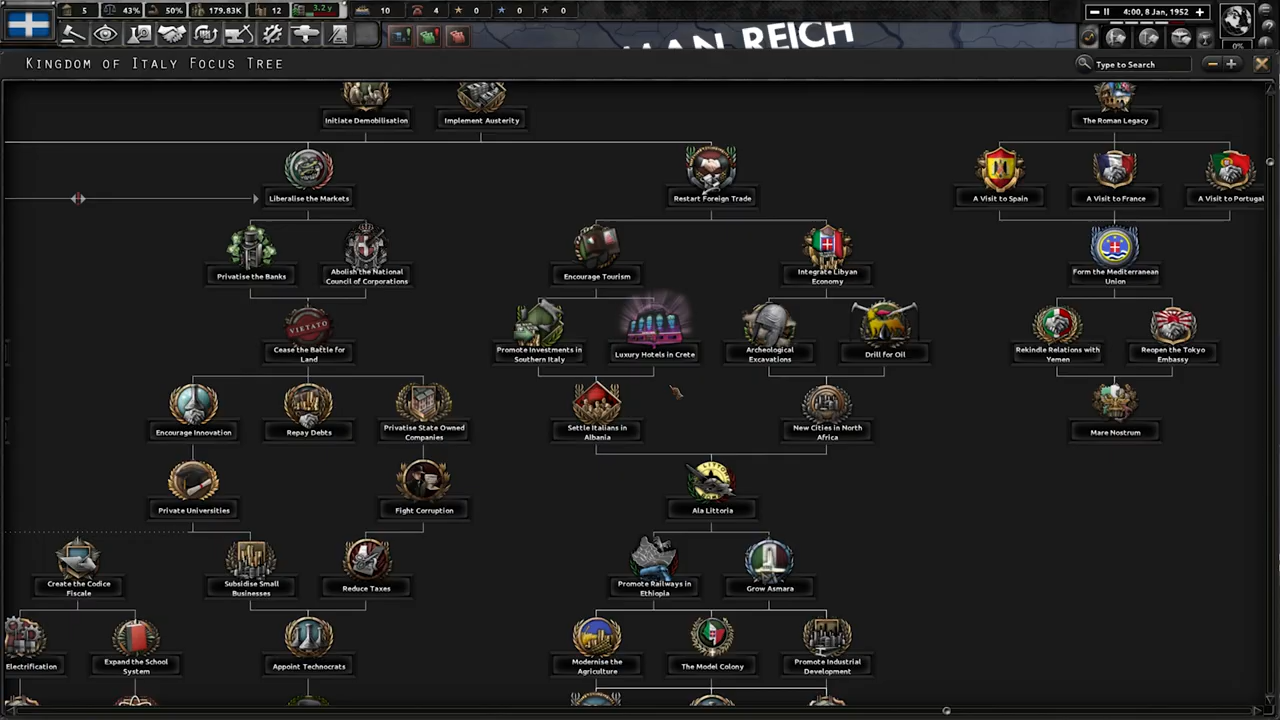 5
43%
50%
179.83K
12
3.2 y
10
4
0
0
0
4:00, 8 Jan, 1952
MAN REICH
0%
Kingdom of Italy Focus Tree
Type to Search
Initiate Demobilisation
Implement Austerity
The Roman Legacy
Liberalise the Markets
Restart Foreign Trade
A Visit to Spain
A Visit to France
A Visit to Portugal
Privatise the Banks
Abolish the National
Council of Corporations
Encourage Tourism
Integrate Libyan
Economy
Form the Mediterranean
Union
VIETATO
Cease the Battle for
Land
Promote Investments in
Southern Italy
Luxury Hotels in Crete
Archeological
Excavations
Drill for Oil
Rekindle Relations with
Yemen
Reopen the Tokyo
Embassy
Encourage Innovation
Repay Debts
Privatise State Owned
Companies
Settle Italians in
Albania
New Cities in North
Africa
Mare Nostrum
Private Universities
Fight Corruption
Ala Littoria
Create the Codice
Fiscale
Subsidise Small
Businesses
Reduce Taxes
Promote Railways in
Ethiopia
Grow Asmara
Electrification
Expand the School
System
Appoint Technocrats
Modernise the
Agriculture
The Model Colony
Promote Industrial
Development